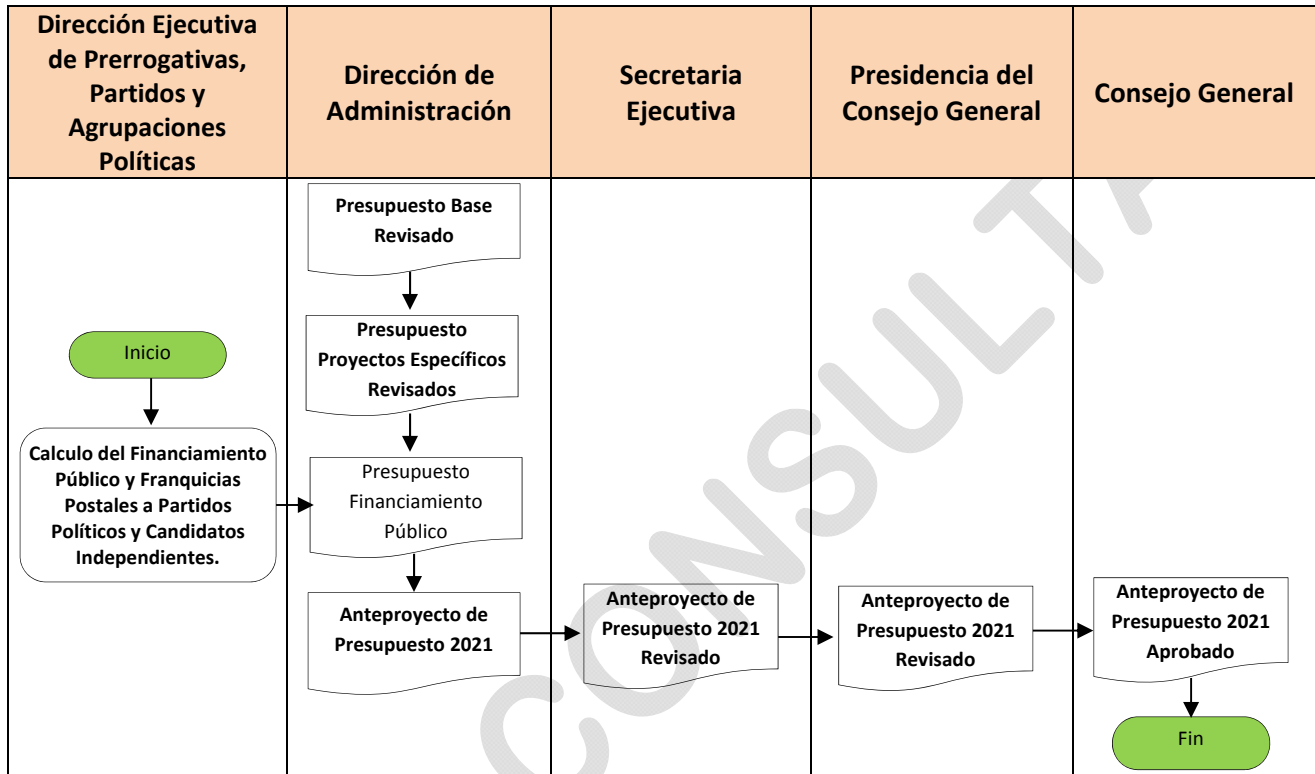 Dirección Ejecutiva
de Prerrogativas,
Partidos y
Agrupaciones
Políticas
Dirección de
Administración
Secretaria
Ejecutiva
Presidencia del
Consejo General
Consejo General
Presupuesto Base
Revisado
Presupuesto
Proyectos Específicos
Revisados
Inicio
Calculo del Financiamiento
Público y Franquicias
Postales a Partidos
Políticos y Candidatos
Independientes.
Presupuesto
Financiamiento
Público
Anteproyecto de
Presupuesto 2021
Anteproyecto de
Presupuesto 2021
Revisado
Anteproyecto de
Presupuesto 2021
Revisado
Anteproyecto de
Presupuesto 2021
Aprobado
Fin
CONSULTA